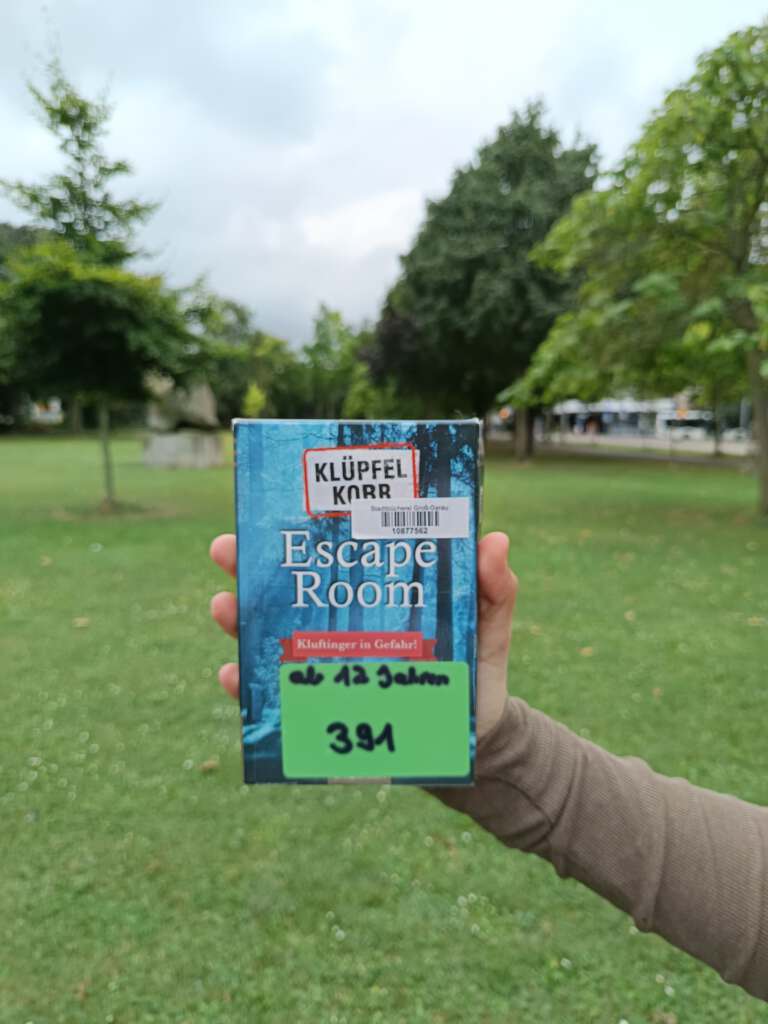 KLÜPFEL
KOBR
Stadtbücherei Groß-Gerau
10877562
Escape
Room
Kluftinger in Gefahr!
ab 12 Jahren
391